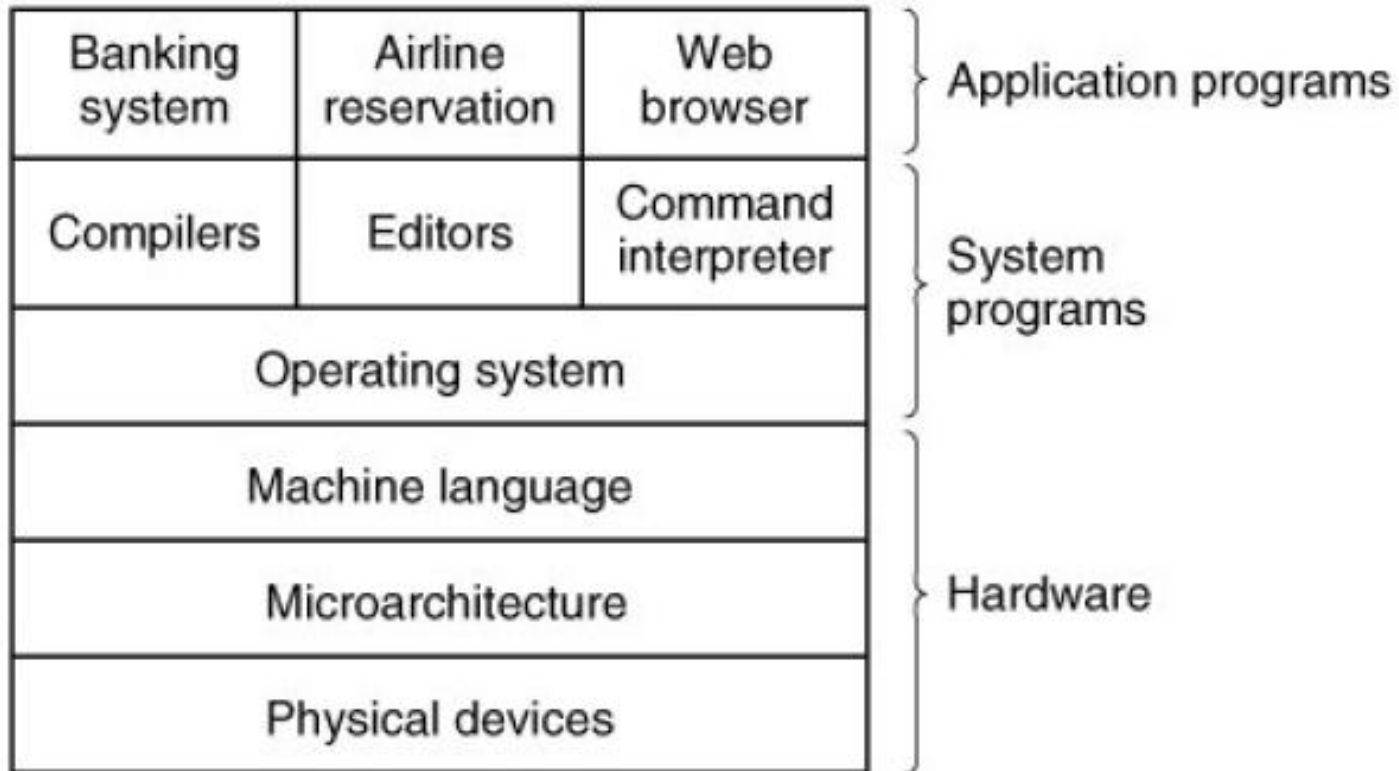 Banking
system
Airline
reservation
Web
browser
Application programs
Compilers
Editors
Command
interpreter
System
programs
Operating system
Machine language
Microarchitecture
Hardware
Physical devices